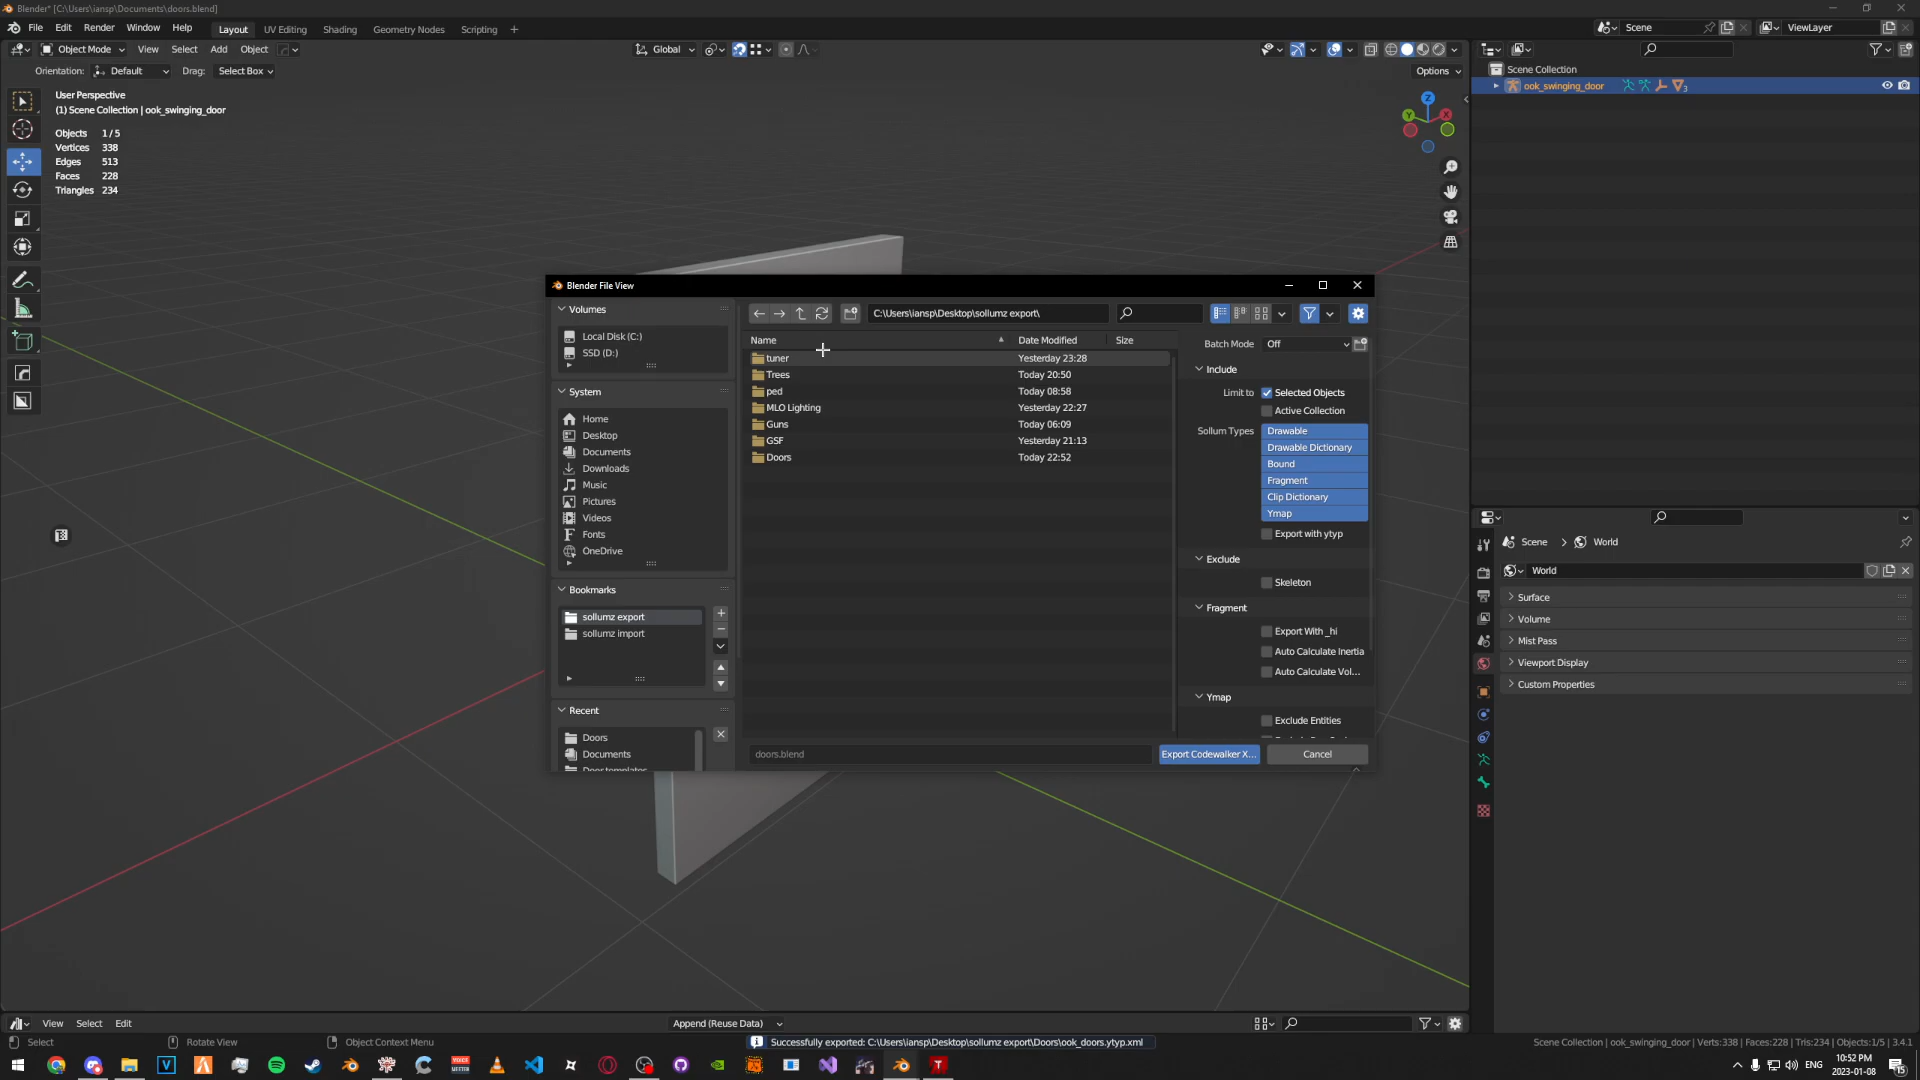 Blender* [C:\Users\iansp\Documents\doors.blend]
File Edit Render Window Help Layout UV Editing Shading Geometry Nodes Scripting + Scene ViewLayer
Object Mode View Select Add Object Global
Orientation: Default Drag: Select Box Options
User Perspective
(1) Scene Collection | ook_swinging_door
Objects 1/5
Vertices 338
Edges 513
Faces 228
Triangles 234
Z
Y X
Scene Collection
ook_swinging_door
3
Blender File View
Volumes
Local Disk (C:)
SSD (D:)
System
Home
Desktop
Documents
Downloads
Music
Pictures
Videos
Fonts
OneDrive
Bookmarks
sollumz export
sollumz import
Recent
Doors
Documents
Door templates
C:\Users\iansp\Desktop\sollumz export\
Name Date Modified Size
tuner Yesterday 23:28
Trees Today 20:50
ped Today 08:58
MLO Lighting Yesterday 22:27
Guns Today 06:09
GSF Yesterday 21:13
Doors Today 22:52
doors.blend
Export Codewalker X... Cancel
Batch Mode Off
Include
Limit to Selected Objects
Active Collection
Sollum Types Drawable
Drawable Dictionary
Bound
Fragment
Clip Dictionary
Ymap
Export with ytyp
Exclude
Skeleton
Fragment
Export With _hi
Auto Calculate Inertia
Auto Calculate Vol...
Ymap
Exclude Entities
Scene > World
World
Surface
Volume
Mist Pass
Viewport Display
Custom Properties
View Select Edit Append (Reuse Data)
Select Rotate View Object Context Menu Successfully exported: C:\Users\iansp\Desktop\sollumz export\Doors\ook_doors.ytyp.xml Scene Collection | ook_swinging_door | Verts:338 | Faces:228 | Tris:234 | Objects:1/5 | 3.4.1
ENG 10:52 PM
2023-01-08
15